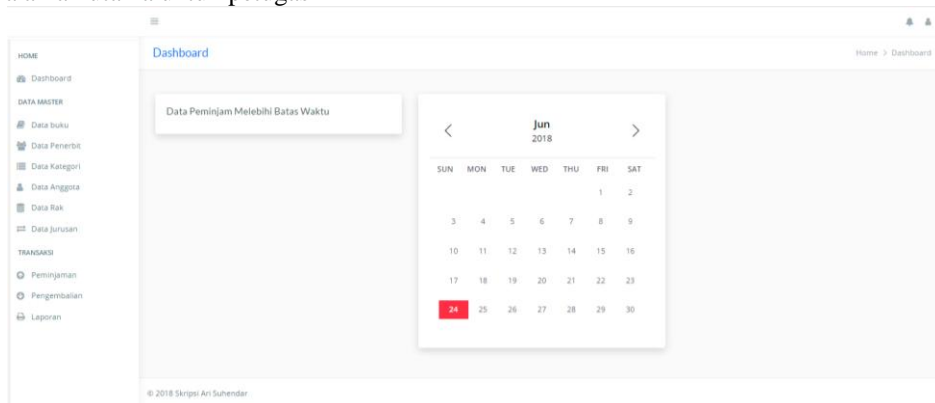 Dashboard
Home > Dashboard
HOME
Dashboard
DATA MASTER
Data buku
Data Penerbit
Data Kategori
Data Anggota
Data Rak
Data Jurusan
TRANSAKSI
Peminjaman
Pengembalian
Laporan
Data Peminjam Melebihi Batas Waktu
Jun
2018
SUN MON TUE WED THU FRI SAT
1 2
3 4 5 6 7 8 9
10 11 12 13 14 15 16
17 18 19 20 21 22 23
24 25 26 27 28 29 30
© 2018 Skripsi Ari Suhendar